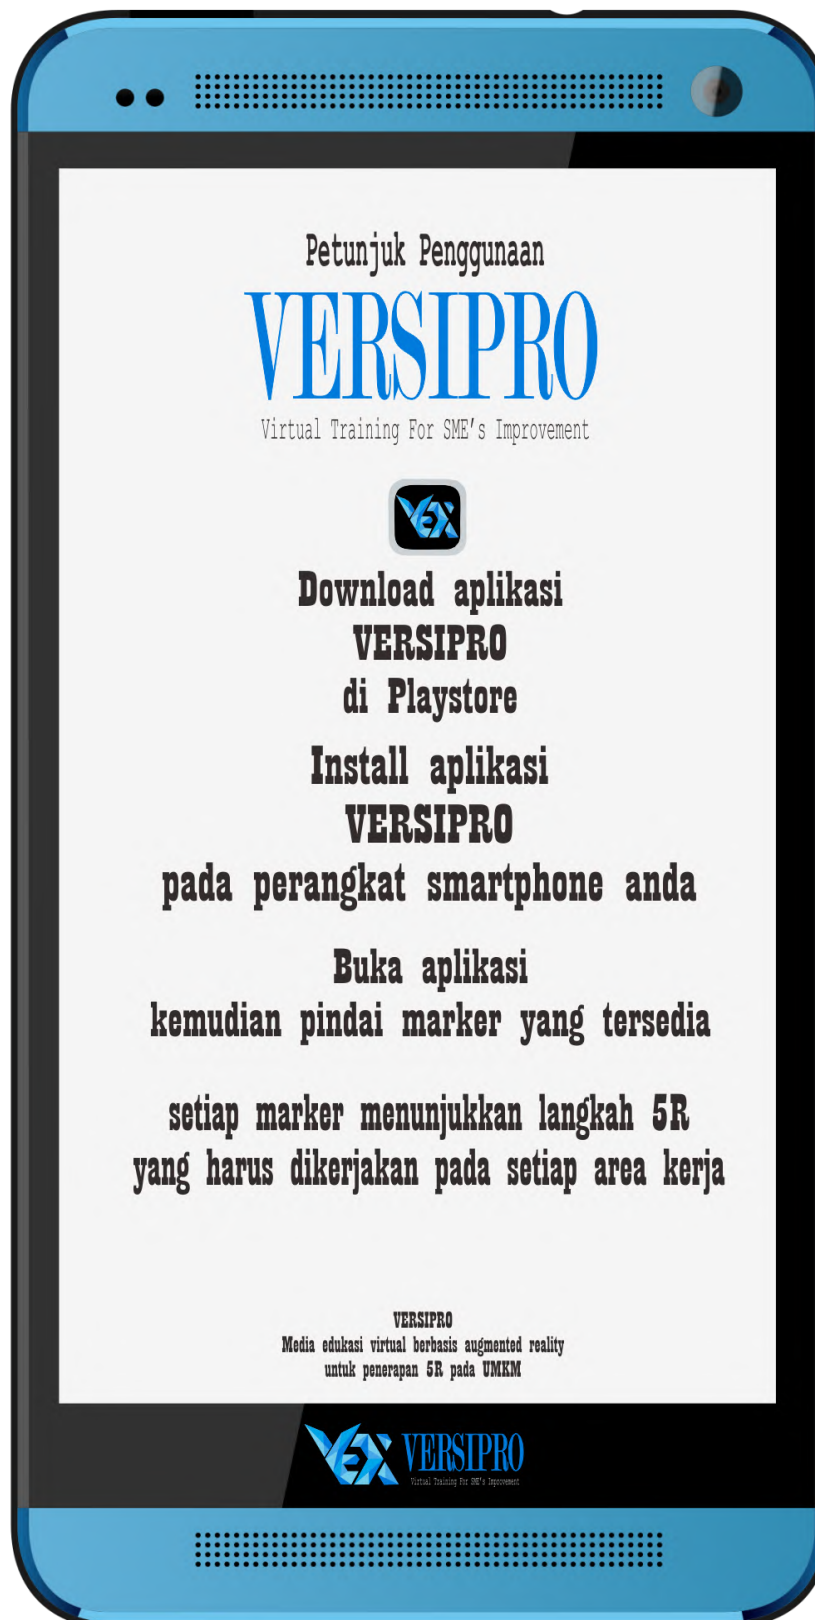 Petunjuk Penggunaan
VERSIPRO
Virtual Training For SME's Improvement
VEX
Download aplikasi
VERSIPRO
di Playstore
Install aplikasi
VERSIPRO
pada perangkat smartphone anda
Buka aplikasi
kemudian pindai marker yang tersedia
setiap marker menunjukkan langkah 5R
yang harus dikerjakan pada setiap area kerja
VERSIPRO
Media edukasi virtual berbasis augmented reality
untuk penerapan 5R pada UMKM
VEX VERSIPRO
Virtual Training For SME's Improvement